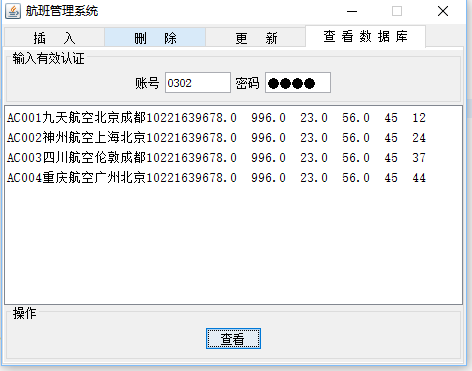 航班管理系统
插 入 删 除 更 新 查 看 数 据 库
输入有效认证
账号 0302 密码 ●●●●
AC001九天航空北京成都10221639678.0 996.0 23.0 56.0 45 12
AC002神州航空上海北京10221639678.0 996.0 23.0 56.0 45 24
AC003四川航空伦敦成都10221639678.0 996.0 23.0 56.0 45 37
AC004重庆航空广州北京10221639678.0 996.0 23.0 56.0 45 44
操作
查看